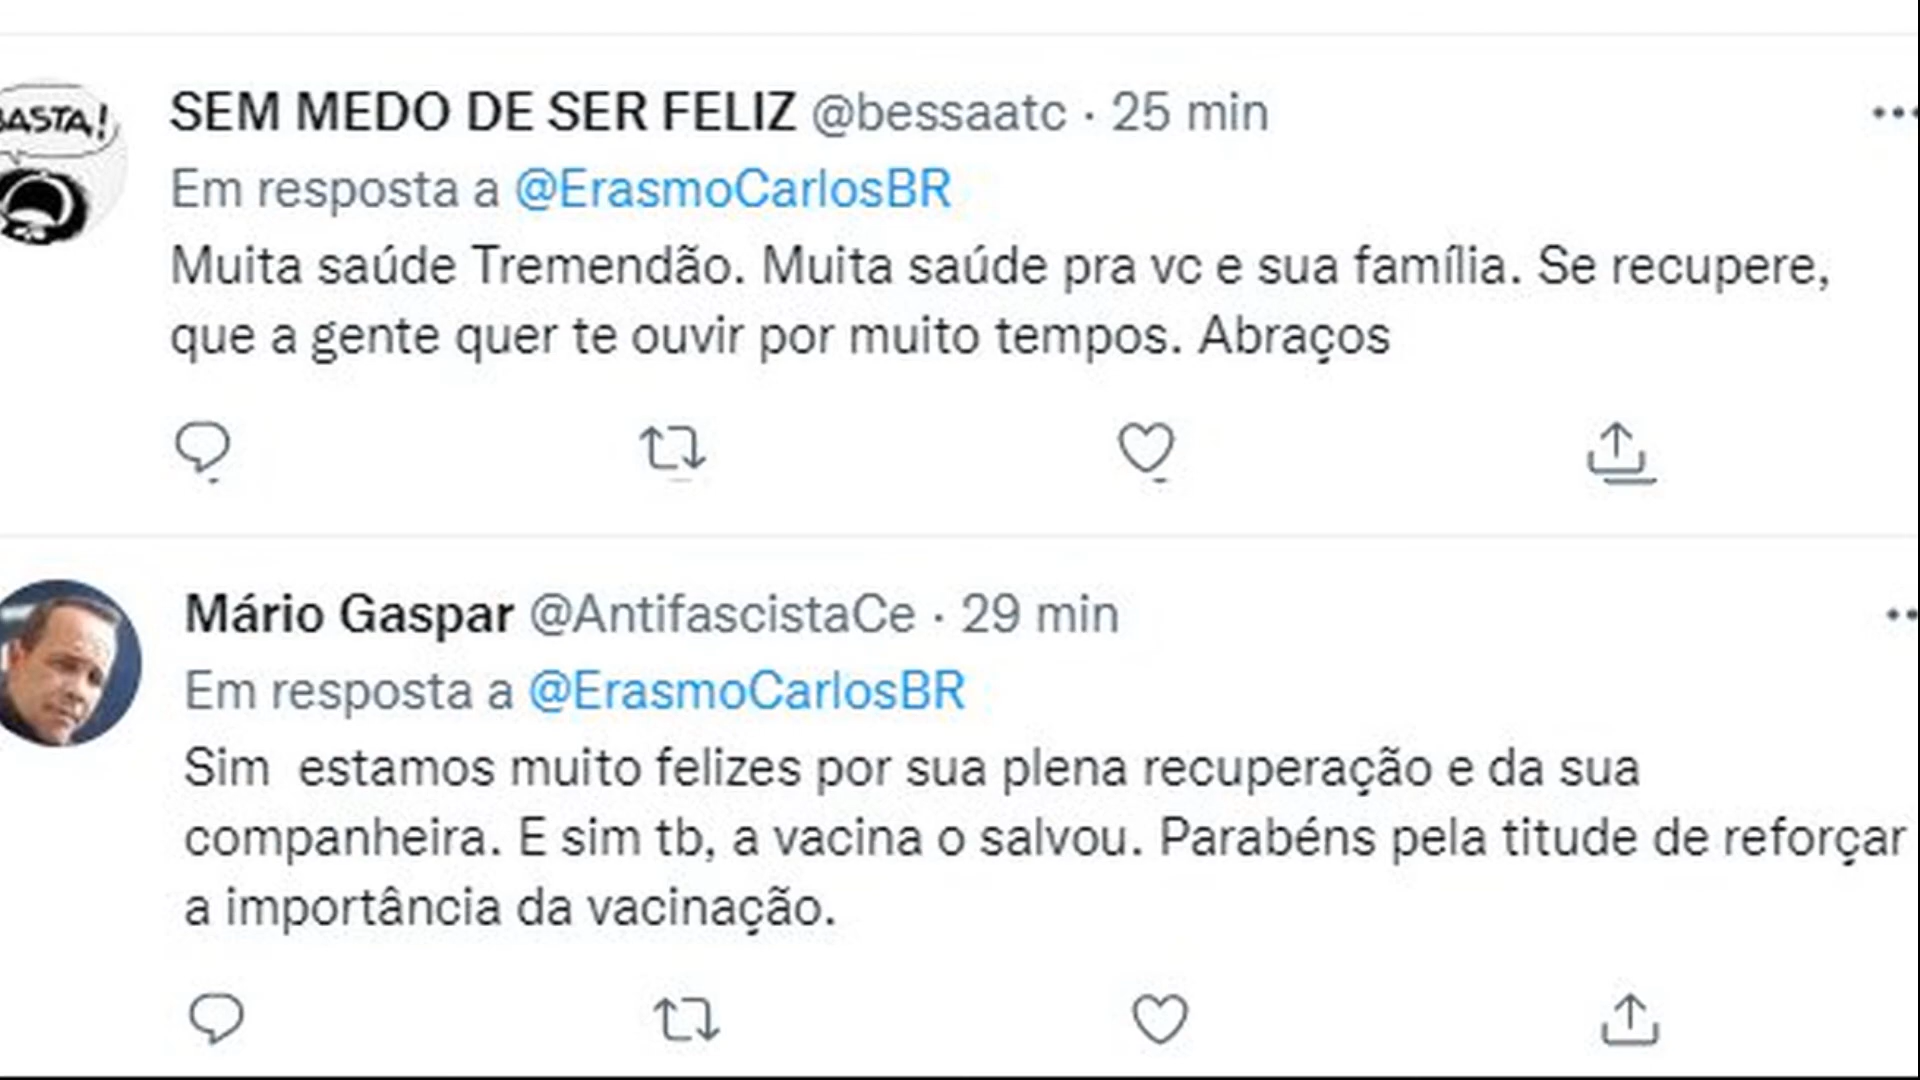 BASTA!
SEM MEDO DE SER FELIZ @bessaatc · 25 min
Em resposta a @ErasmoCarlosBR
Muita saúde Tremendão. Muita saúde pra vc e sua família. Se recupere,
que a gente quer te ouvir por muito tempos. Abraços
Mário Gaspar @AntifascistaCe · 29 min
Em resposta a @ErasmoCarlosBR
Sim  estamos muito felizes por sua plena recuperação e da sua
companheira. E sim tb, a vacina o salvou. Parabéns pela titude de reforçar
a importância da vacinação.